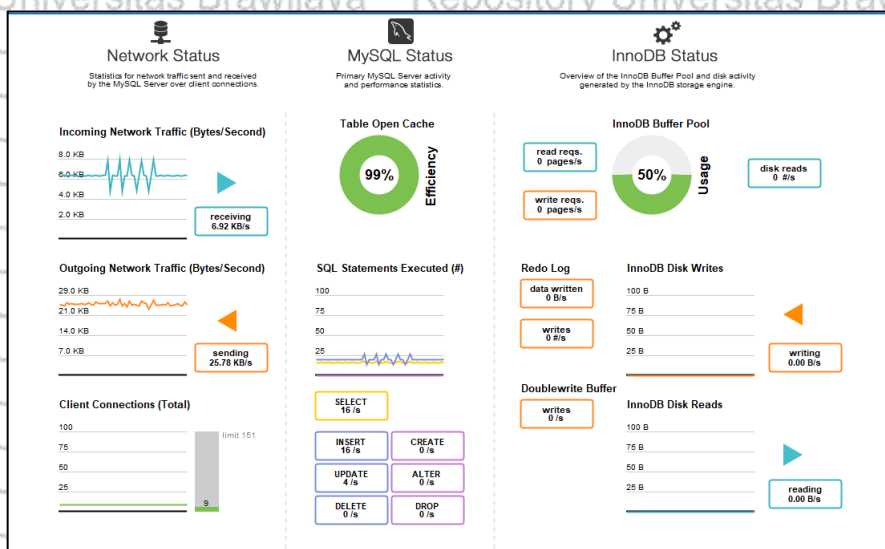 Universitas Brawijaya Repository Universitas Brawijaya
Network Status
Statistics for network traffic sent and received
by the MySQL Server over client connections.
Incoming Network Traffic (Bytes/Second)
8.0 KB
6.0 KB
4.0 KB
2.0 KB
receiving
6.92 KB/s
Outgoing Network Traffic (Bytes/Second)
29.0 KB
21.0 KB
14.0 KB
7.0 KB
sending
25.78 KB/s
Client Connections (Total)
100
75
50
25
limit 151
9
MySQL Status
Primary MySQL Server activity
and performance statistics.
Table Open Cache
99%
Efficiency
SQL Statements Executed (#)
100
75
50
25
SELECT
16 /s
INSERT
16 /s
CREATE
0 /s
UPDATE
4 /s
ALTER
0 /s
DELETE
0 /s
DROP
0 /s
InnoDB Status
Overview of the InnoDB Buffer Pool and disk activity
generated by the InnoDB storage engine.
InnoDB Buffer Pool
read reqs.
0 pages/s
write reqs.
0 pages/s
50%
Usage
disk reads
0 #/s
Redo Log
data written
0 B/s
writes
0 #/s
Doublewrite Buffer
writes
0 /s
InnoDB Disk Writes
100 B
75 B
50 B
25 B
writing
0.00 B/s
InnoDB Disk Reads
100 B
75 B
50 B
25 B
reading
0.00 B/s